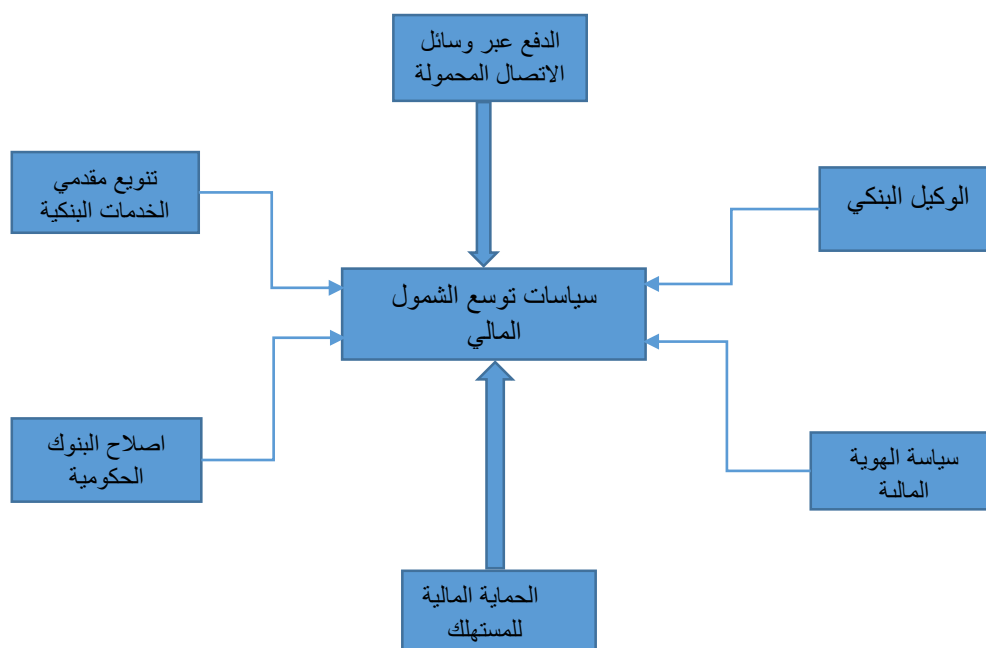 الدفع عبر وسائل
الاتصال المحمولة
تنويع مقدمي
الخدمات البنكية
الوكيل البنكي
سياسات توسع الشمول
المالي
اصلاح البنوك
الحكومية
سياسة الهوية
المالية
الحماية المالية
للمستهلك